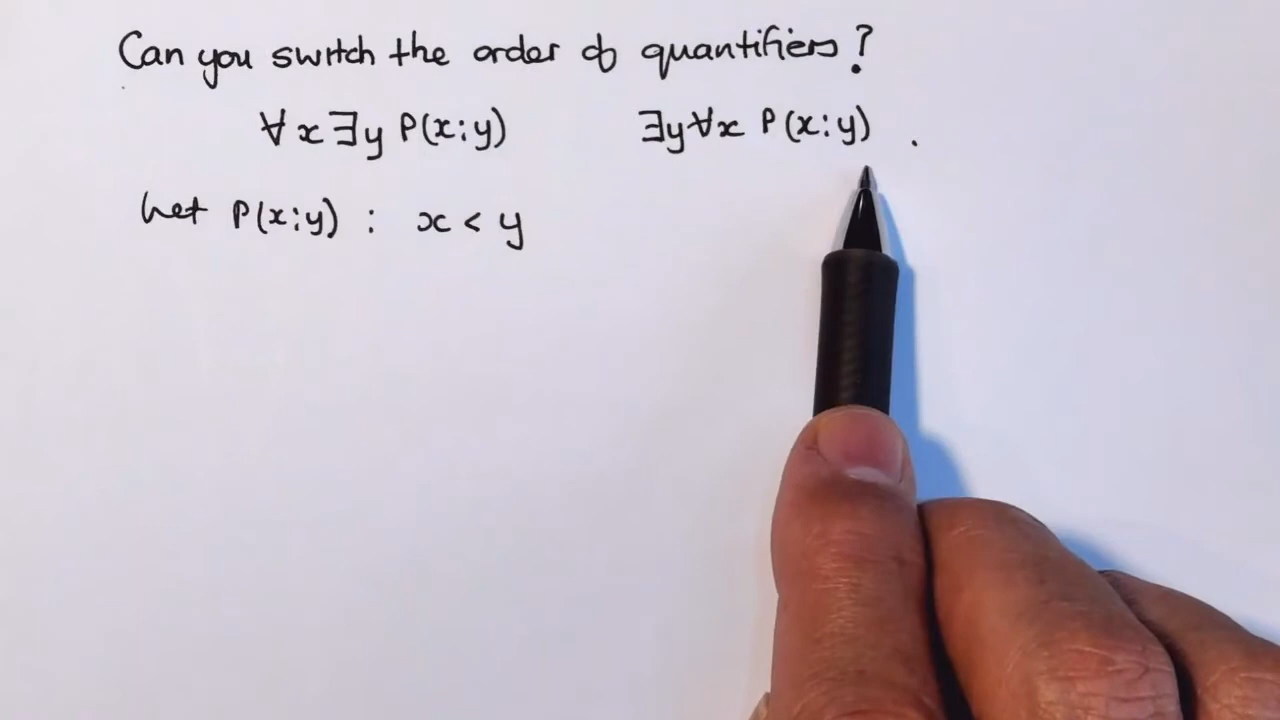 Can you switch the order of quantifiers?
∀x∃y P(x;y) ∃y∀x P(x;y) .
Let P(x;y) : x < y